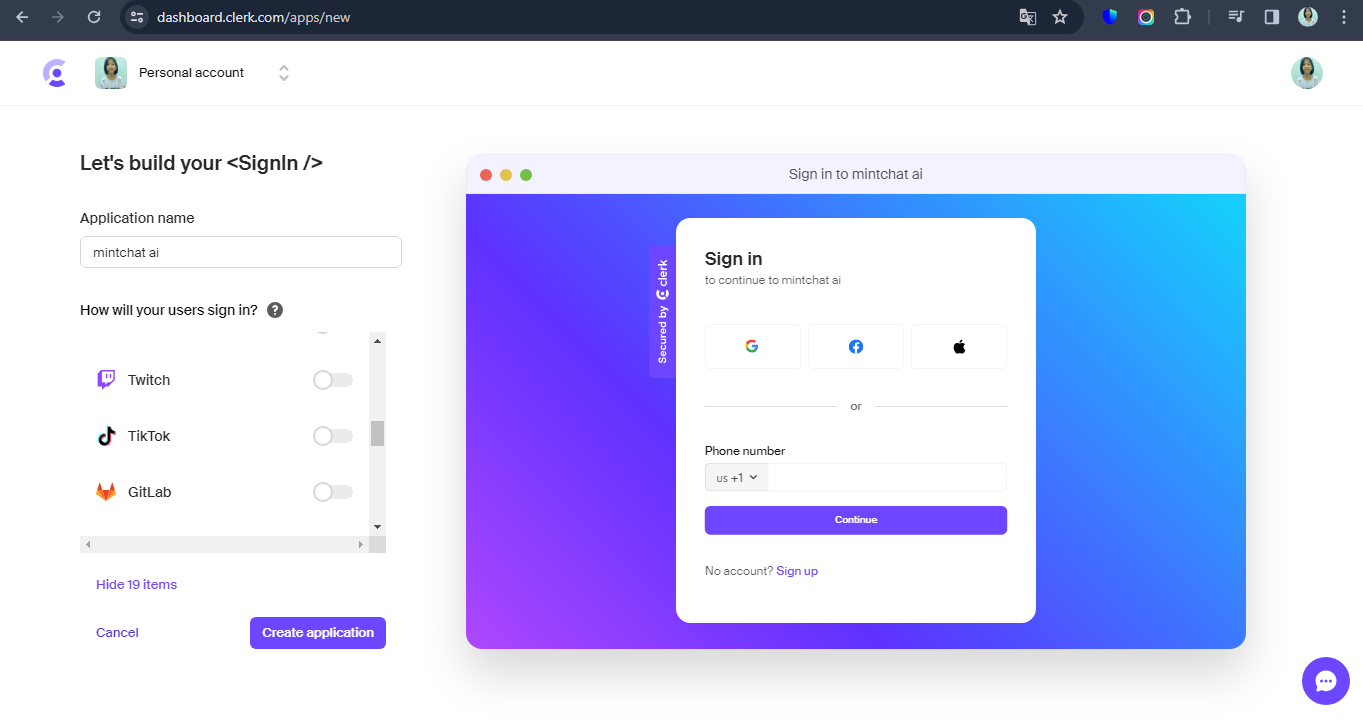 dashboard.clerk.com/apps/new
Personal account
Let's build your <SignIn />
Application name
mintchat ai
How will your users sign in? ?
Twitch
TikTok
GitLab
Hide 19 items
Cancel
Create application
Sign in to mintchat ai
Secured by clerk
Sign in
to continue to mintchat ai
or
Phone number
us +1
Continue
No account? Sign up